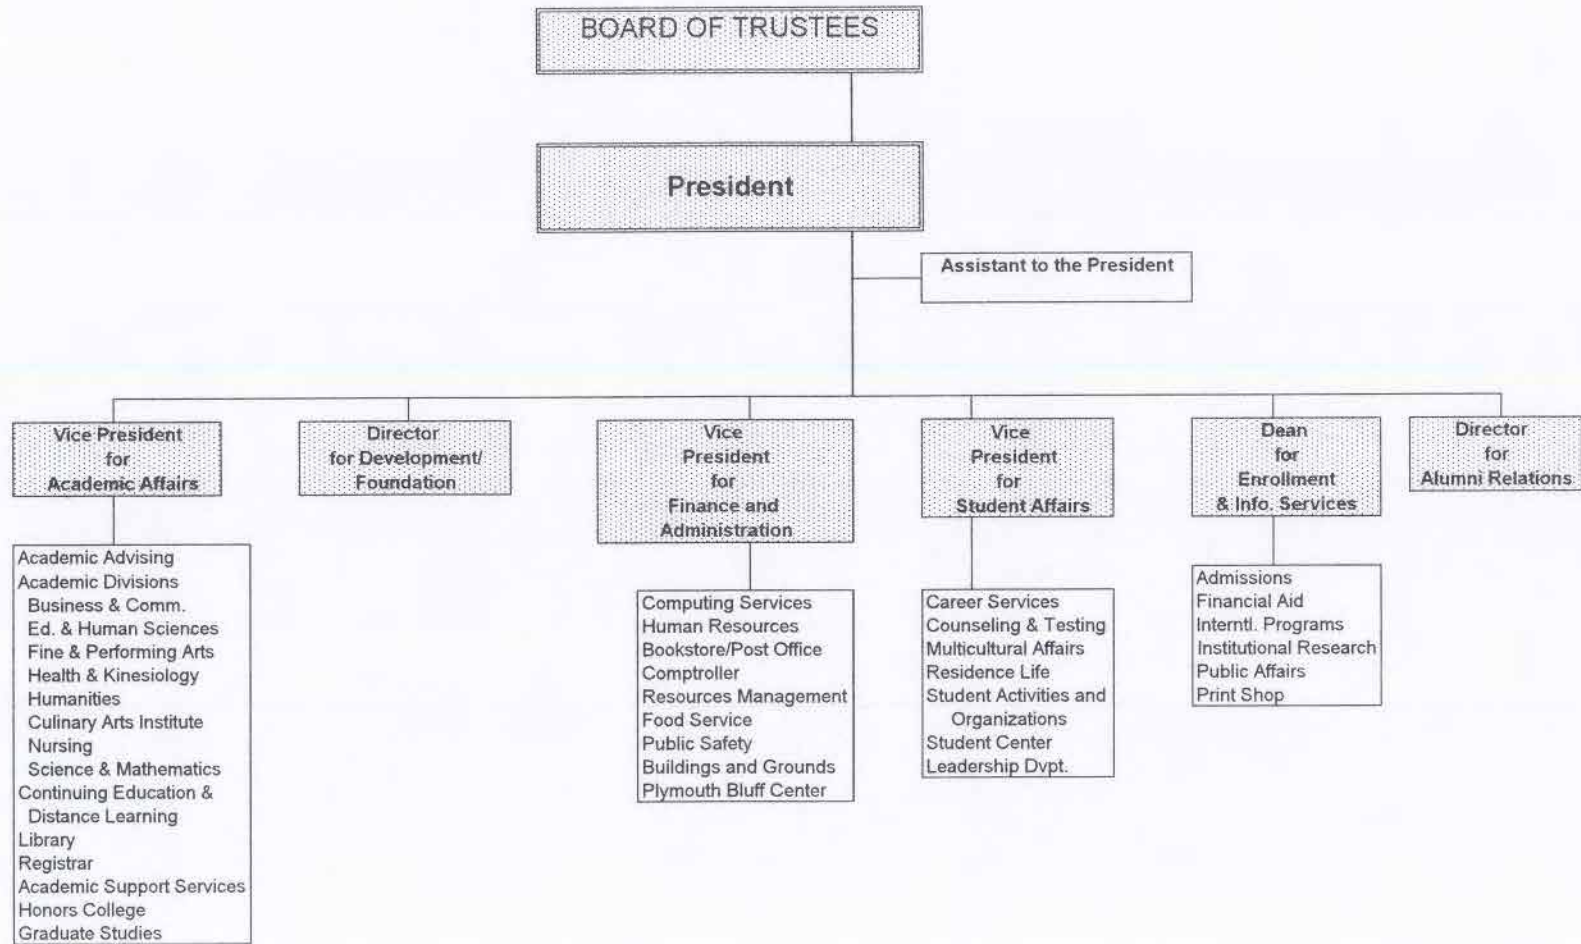 BOARD OF TRUSTEES
President
Assistant to the President
Vice President
for
Academic Affairs
Director
for Development/
Foundation
Vice
President
for
Finance and
Administration
Vice
President
for
Student Affairs
Dean
for
Enrollment
& Info. Services
Director
for
Alumni Relations
Academic Advising
Academic Divisions
Business & Comm.
Ed. & Human Sciences
Fine & Performing Arts
Health & Kinesiology
Humanities
Culinary Arts Institute
Nursing
Science & Mathematics
Continuing Education &
Distance Learning
Library
Registrar
Academic Support Services
Honors College
Graduate Studies
Computing Services
Human Resources
Bookstore/Post Office
Comptroller
Resources Management
Food Service
Public Safety
Buildings and Grounds
Plymouth Bluff Center
Career Services
Counseling & Testing
Multicultural Affairs
Residence Life
Student Activities and
Organizations
Student Center
Leadership Dvpt.
Admissions
Financial Aid
Interntl. Programs
Institutional Research
Public Affairs
Print Shop